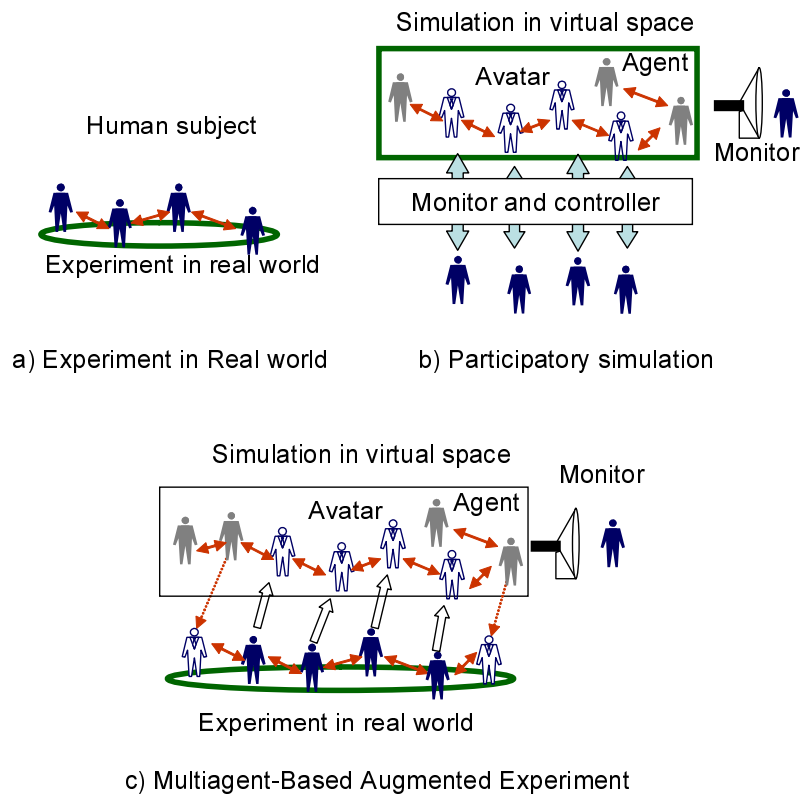 Human subject
Experiment in real world
a) Experiment in Real world
Simulation in virtual space
Agent
Avatar
Monitor
Monitor and controller
b) Participatory simulation
Simulation in virtual space
Monitor
Agent
Avatar
Experiment in real world
c) Multiagent-Based Augmented Experiment